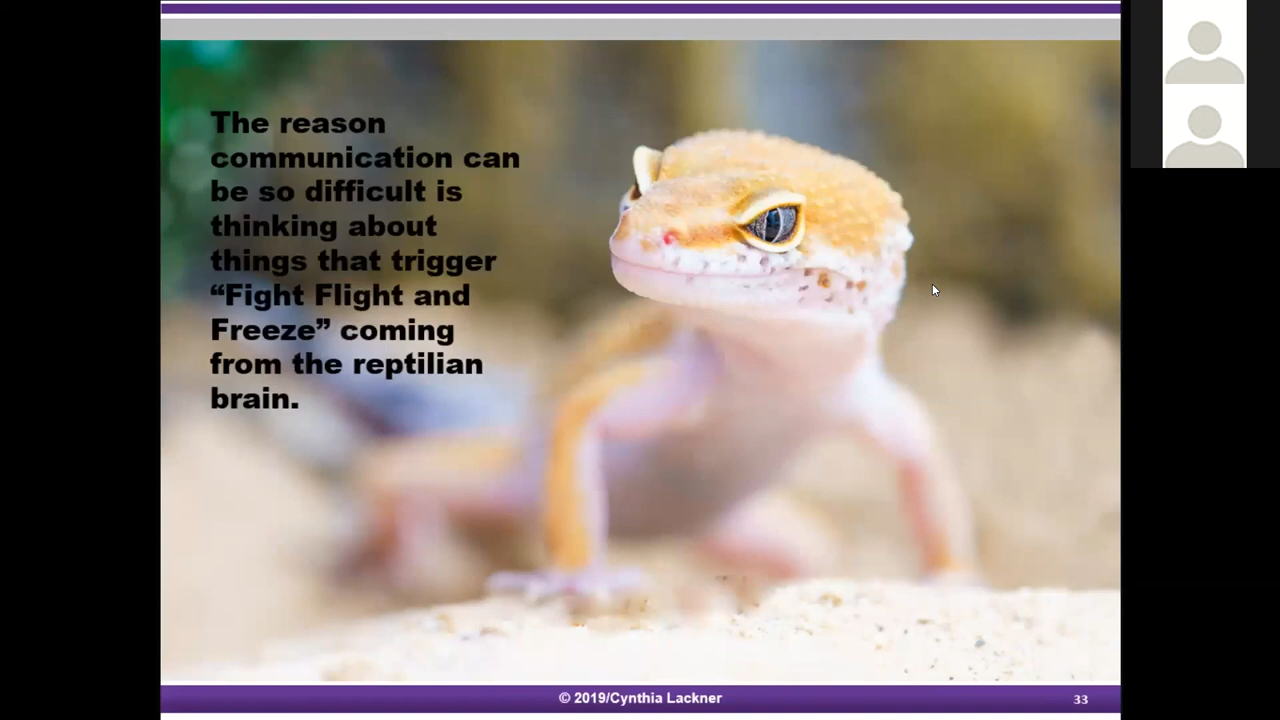 The reason
communication can
be so difficult is
thinking about
things that trigger
“Fight Flight and
Freeze” coming
from the reptilian
brain.
© 2019/Cynthia Lackner
33